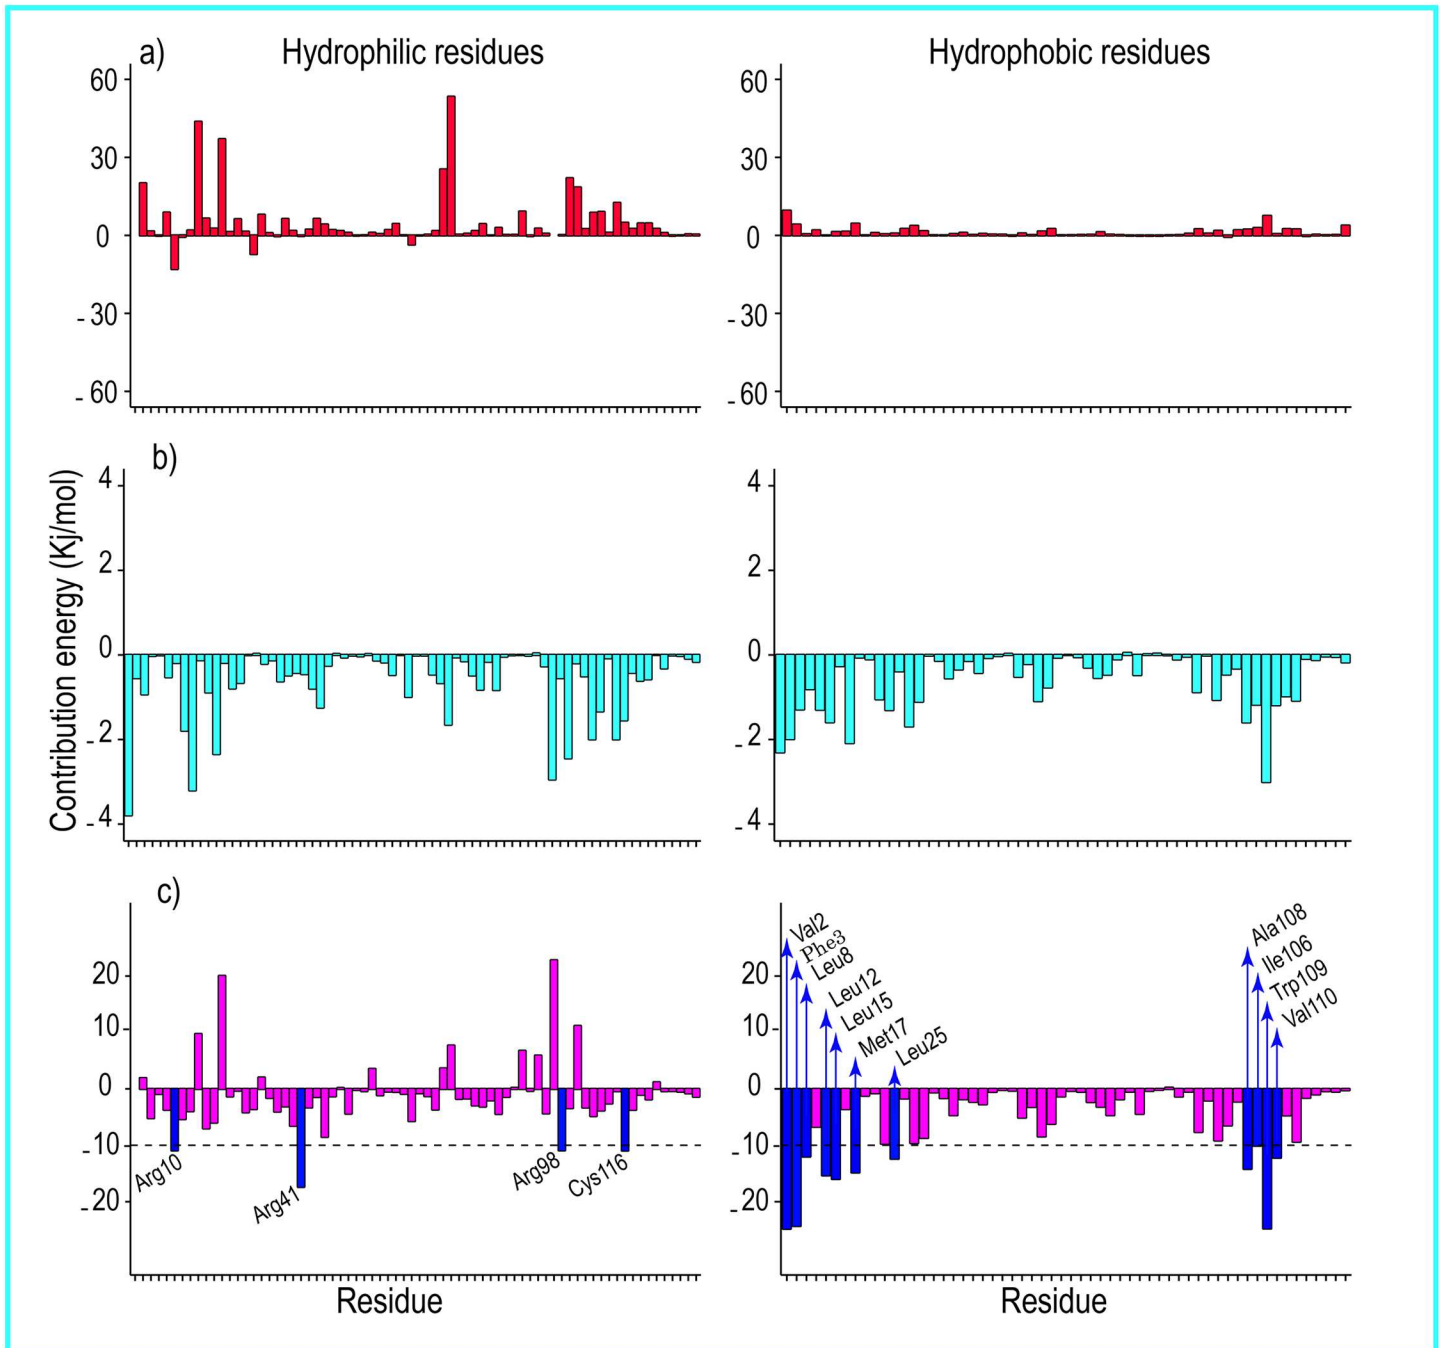 a)
Hydrophilic residues
Hydrophobic residues
60
30
0
- 30
- 60
60
30
0
- 30
- 60
b)
Contribution energy (Kj/mol)
4
2
0
- 2
- 4
4
2
0
- 2
- 4
c)
20
10
0
- 10
- 20
Arg10
Arg41
Arg98
Cys116
Residue
20
10
0
- 10
- 20
Val2
Phe3
Leu8
Leu12
Leu15
Met17
Leu25
Ala108
Ile106
Trp109
Val110
Residue